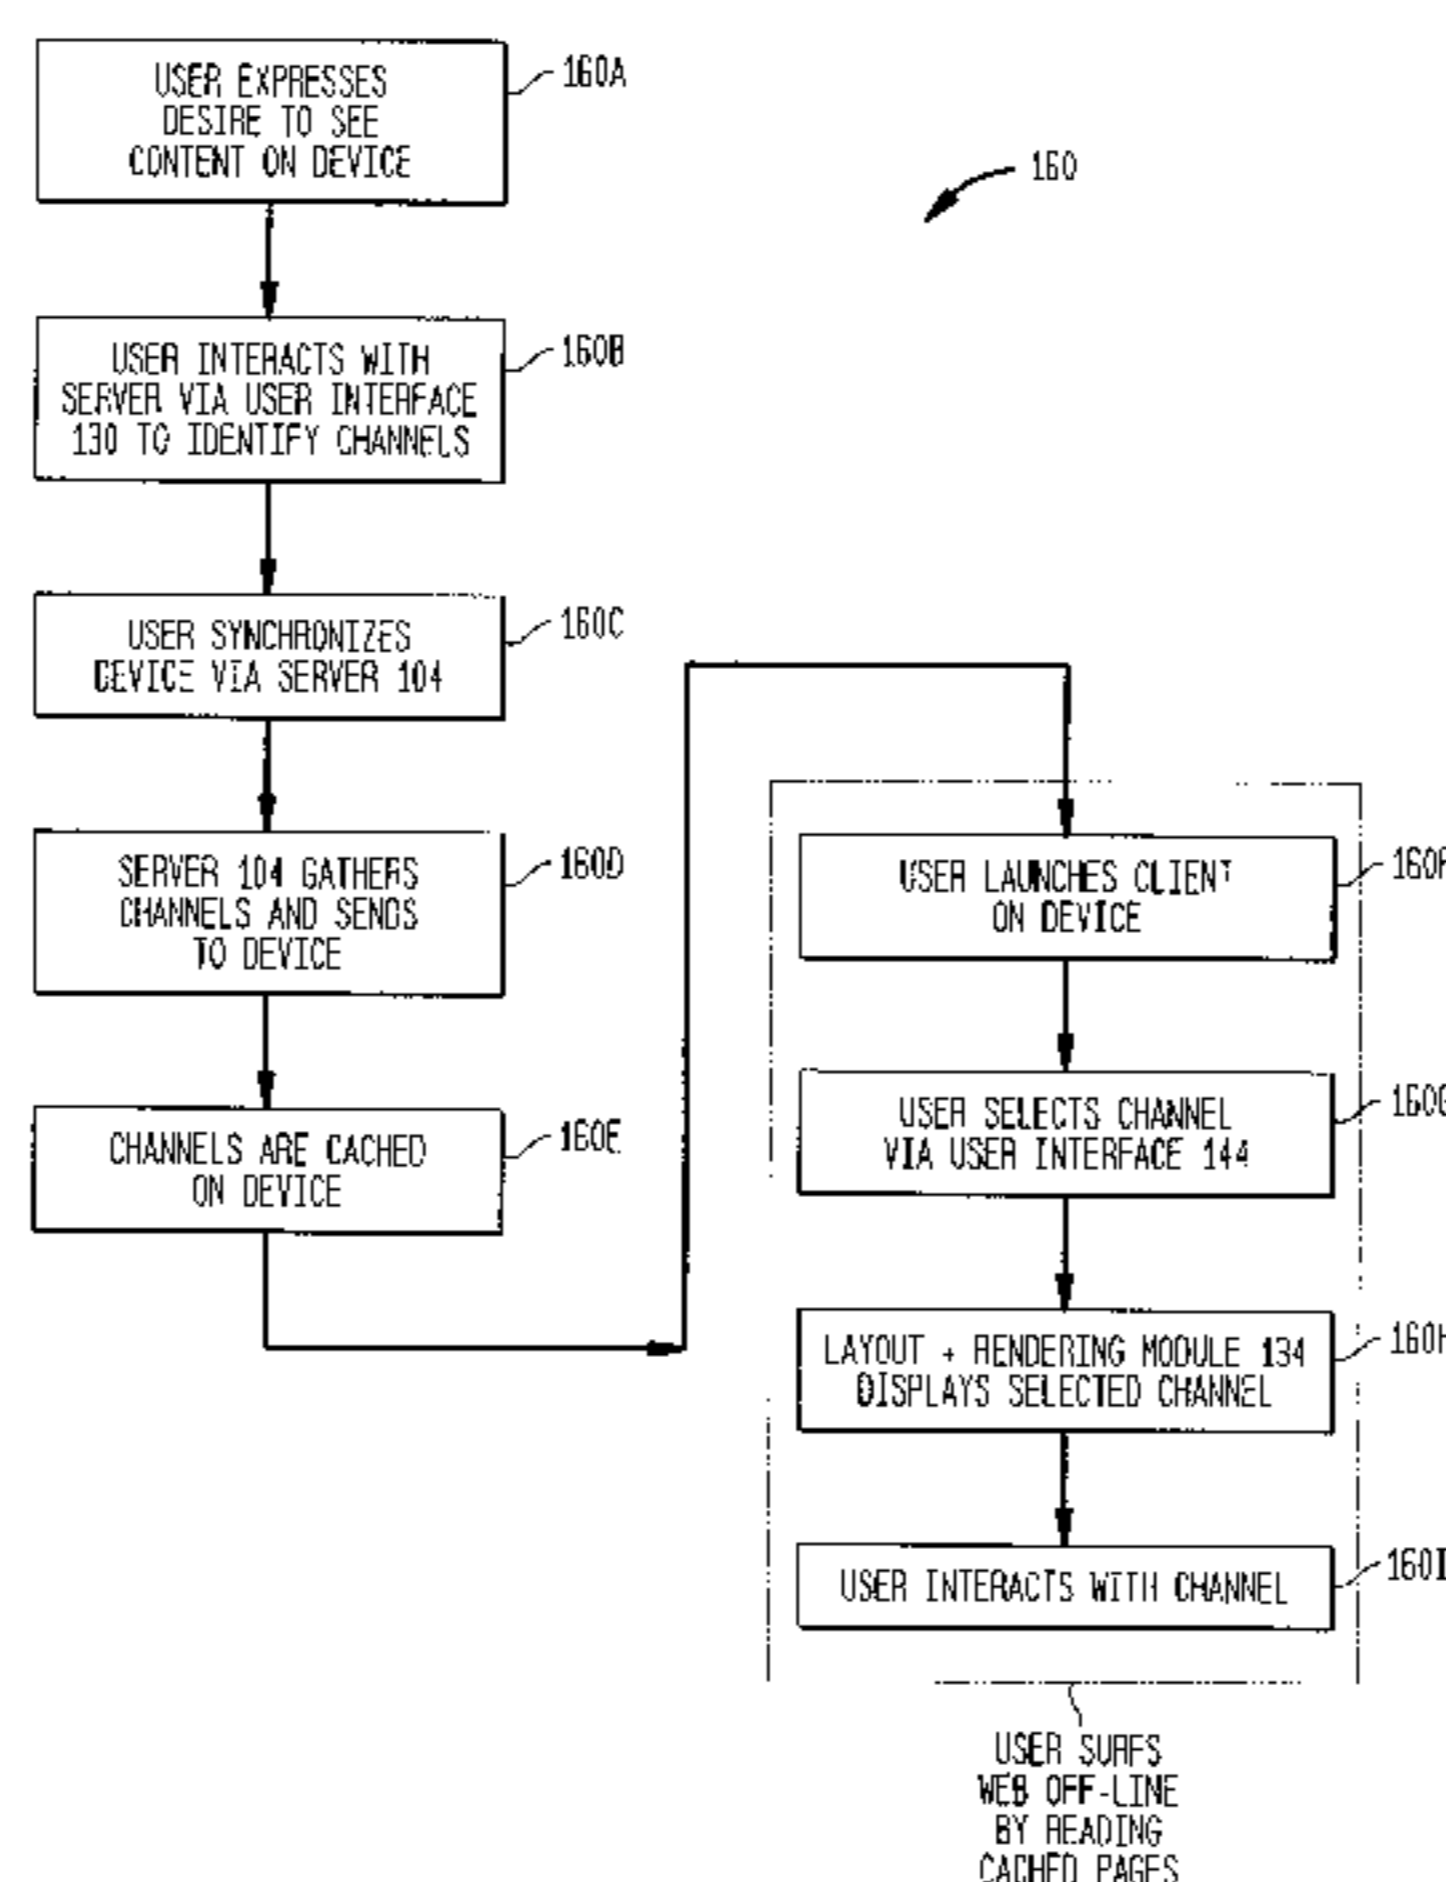 USER EXPRESSES
DESIRE TO SEE
CONTENT ON DEVICE
160A
160
USER INTERACTS WITH
SERVER VIA USER INTERFACE
130 TO IDENTIFY CHANNELS
160B
USER SYNCHRONIZES
DEVICE VIA SERVER 104
160C
SERVER 104 GATHERS
CHANNELS AND SENDS
TO DEVICE
160D
CHANNELS ARE CACHED
ON DEVICE
160E
USER LAUNCHES CLIENT
ON DEVICE
160F
USER SELECTS CHANNEL
VIA USER INTERFACE 144
160G
LAYOUT + RENDERING MODULE 134
DISPLAYS SELECTED CHANNEL
160H
USER INTERACTS WITH CHANNEL
160I
USER SURFS
WEB OFF-LINE
BY READING
CACHED PAGES